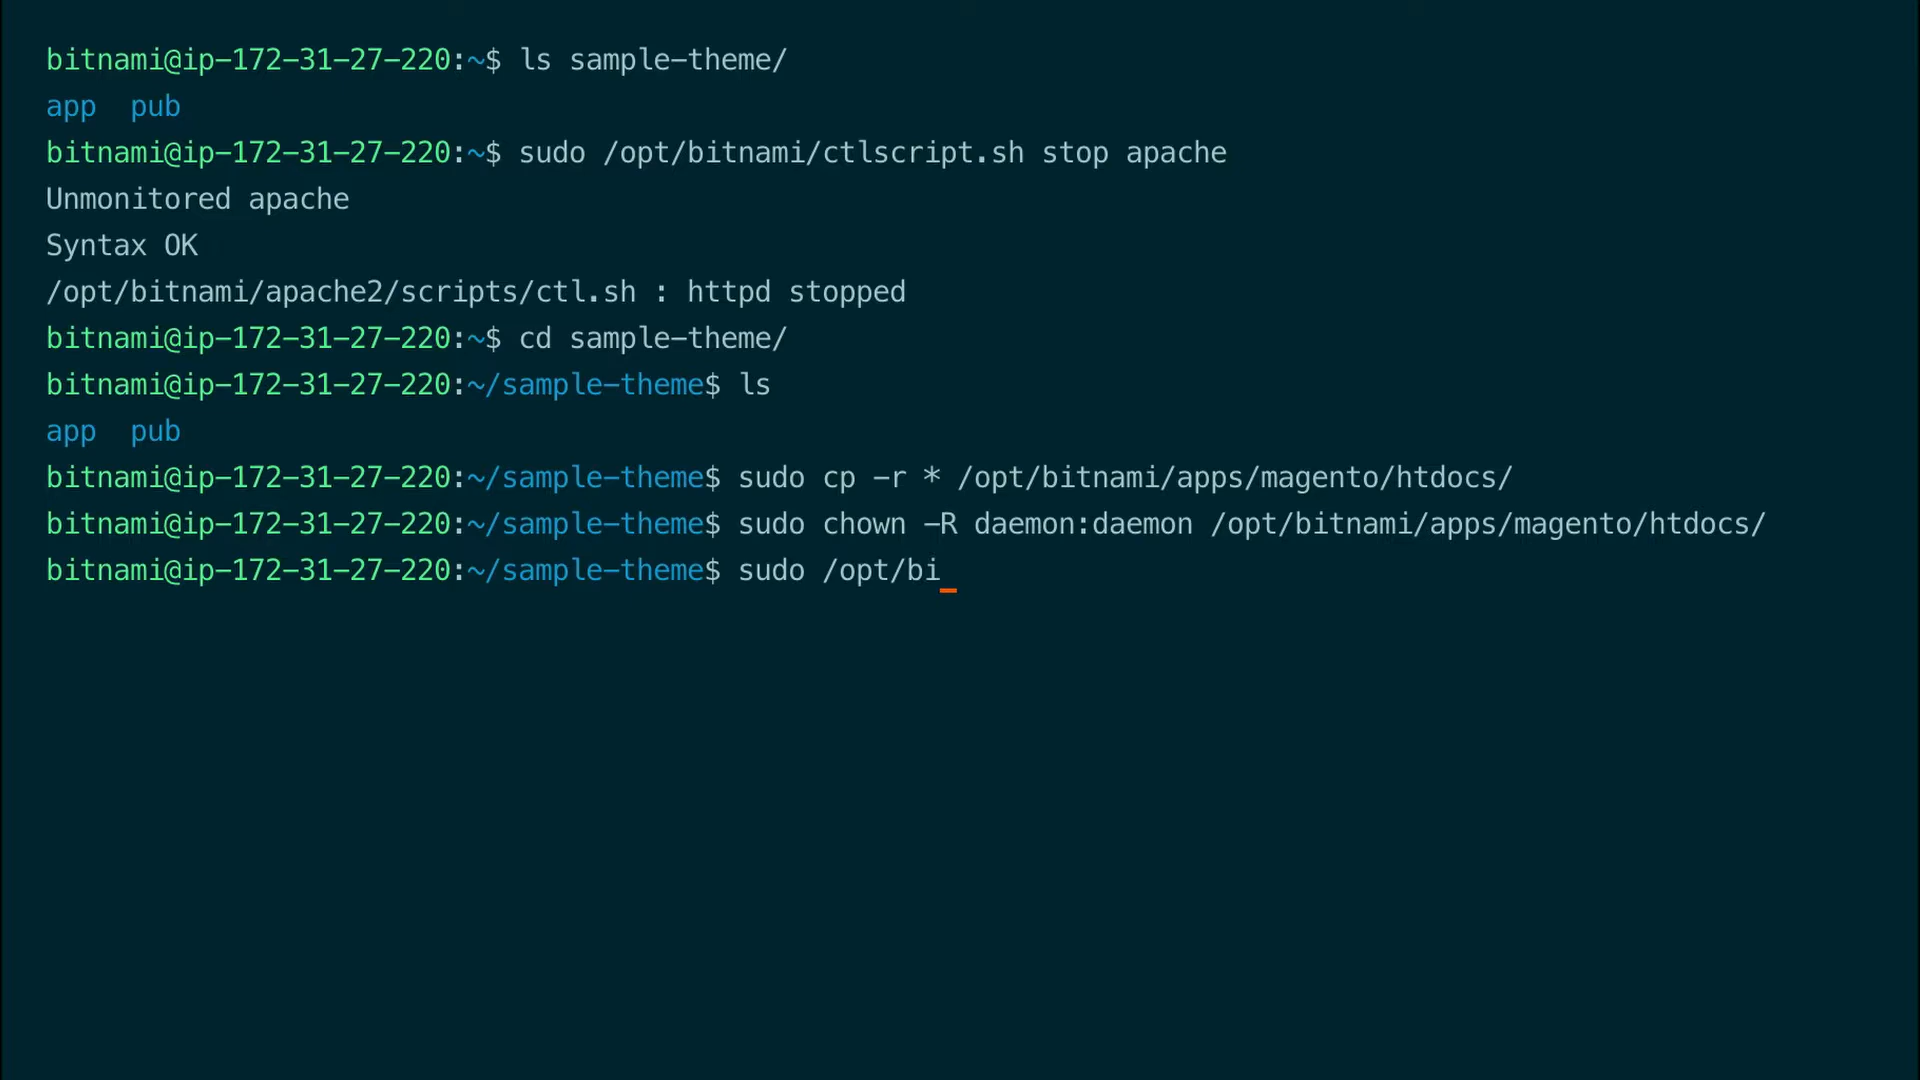 bitnami@ip-172-31-27-220:~$ ls sample-theme/
app  pub
bitnami@ip-172-31-27-220:~$ sudo /opt/bitnami/ctlscript.sh stop apache
Unmonitored apache
Syntax OK
/opt/bitnami/apache2/scripts/ctl.sh : httpd stopped
bitnami@ip-172-31-27-220:~$ cd sample-theme/
bitnami@ip-172-31-27-220:~/sample-theme$ ls
app  pub
bitnami@ip-172-31-27-220:~/sample-theme$ sudo cp -r * /opt/bitnami/apps/magento/htdocs/
bitnami@ip-172-31-27-220:~/sample-theme$ sudo chown -R daemon:daemon /opt/bitnami/apps/magento/htdocs/
bitnami@ip-172-31-27-220:~/sample-theme$ sudo /opt/bi